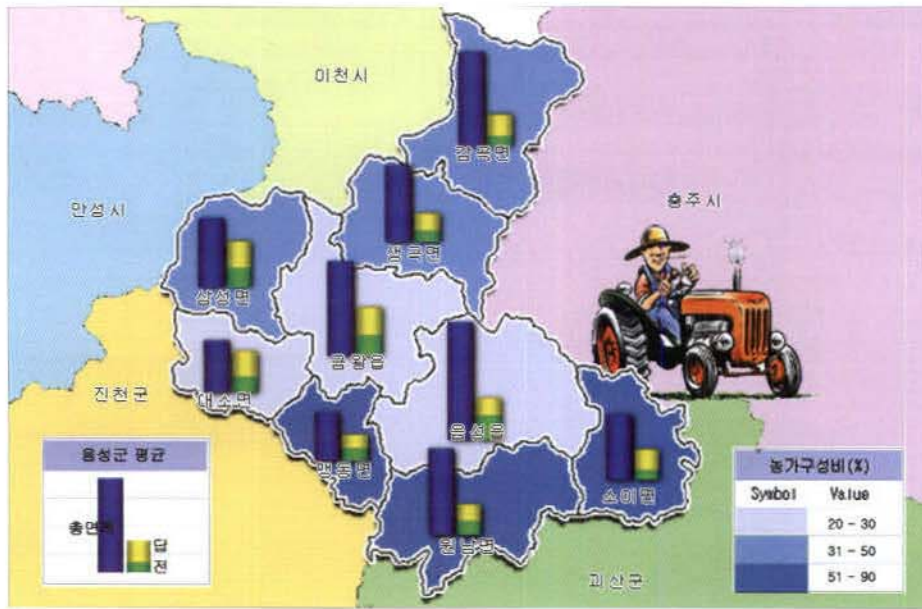 이천시
감곡면
충주시
안성시
생곡면
삼성면
금왕읍
음성읍
대소면
진천군
맹동면
소이면
원남면
괴산군
음성군 평균
총면적
답
전
농가구성비(%)
Symbol Value
20 - 30
31 - 50
51 - 90